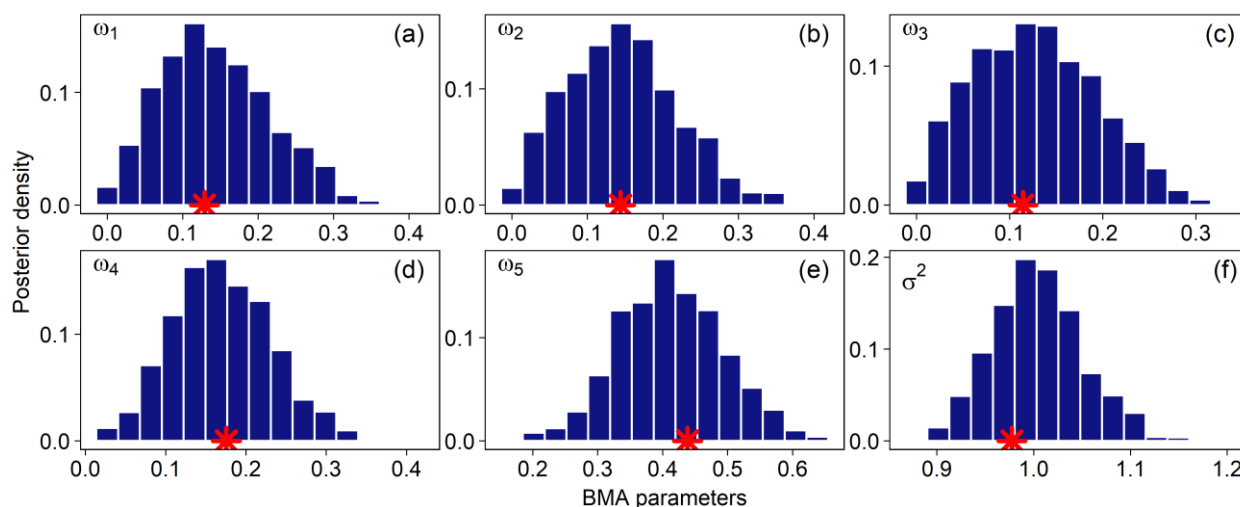 ω1 (a)
ω2 (b)
ω3 (c)
0.1
0.0
0.1
0.0
0.1
0.0
0.0 0.1 0.2 0.3 0.4
0.0 0.1 0.2 0.3 0.4
0.0 0.1 0.2 0.3
Posterior density
ω4 (d)
ω5 (e)
σ2 (f)
0.1
0.0
0.1
0.0
0.2
0.1
0.0
0.0 0.1 0.2 0.3 0.4
0.2 0.3 0.4 0.5 0.6
0.9 1.0 1.1 1.2
BMA parameters